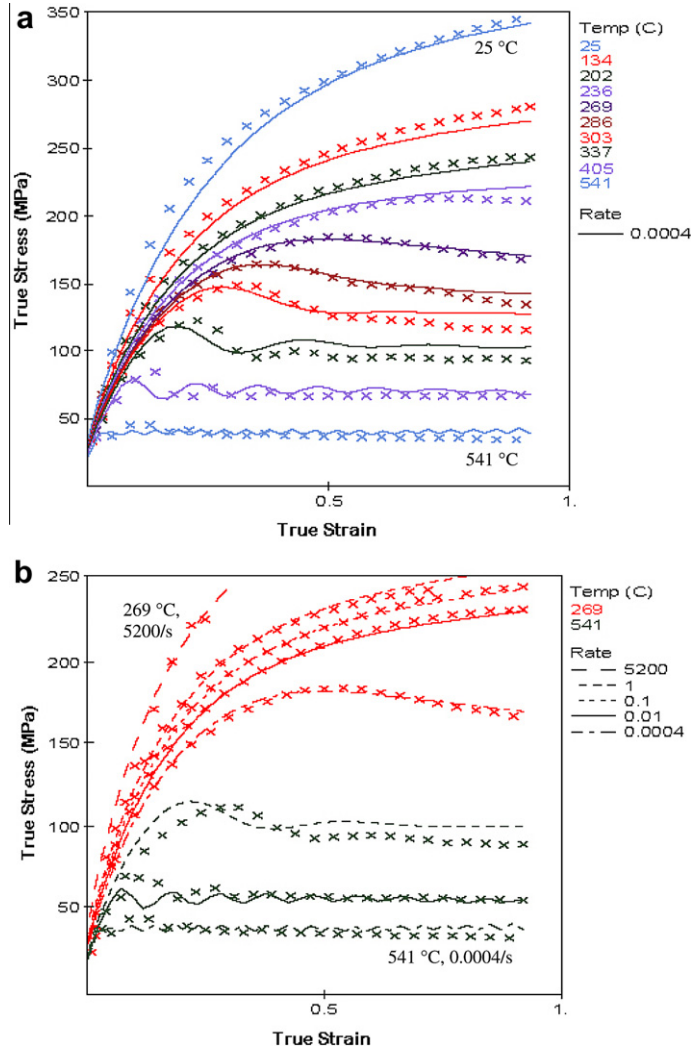 a
350
300
250
200
150
100
50
0.5
1.
True Stress (MPa)
True Strain
25 °C
541 °C
Temp (C)
25
134
202
236
269
286
303
337
405
541
Rate
0.0004
b
250
200
150
100
50
0.5
1.
True Stress (MPa)
True Strain
269 °C,
5200/s
541 °C, 0.0004/s
Temp (C)
269
541
Rate
5200
1
0.1
0.01
0.0004